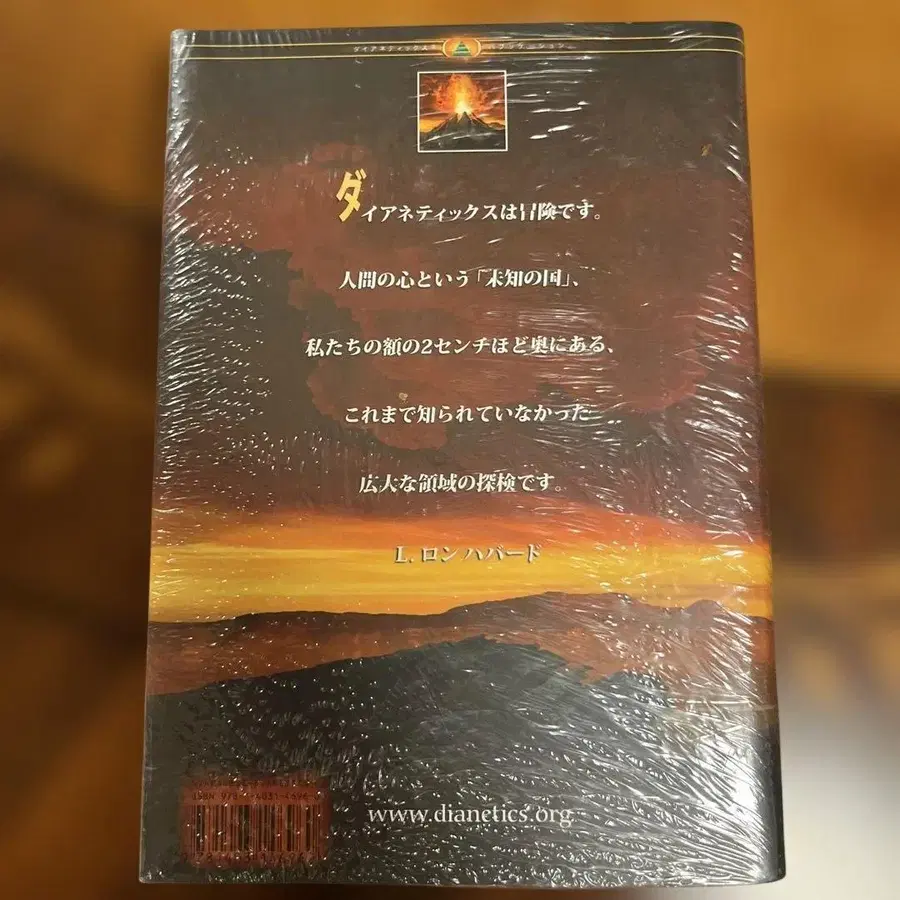 ダイアネティックスは冒険です。
人間の心という「未知の国」、
私たちの額の2センチほど奥にある、
これまで知られていなかった
広大な領域の探検です。
L. ロン ハバード
www.dianetics.org
ISBN 978